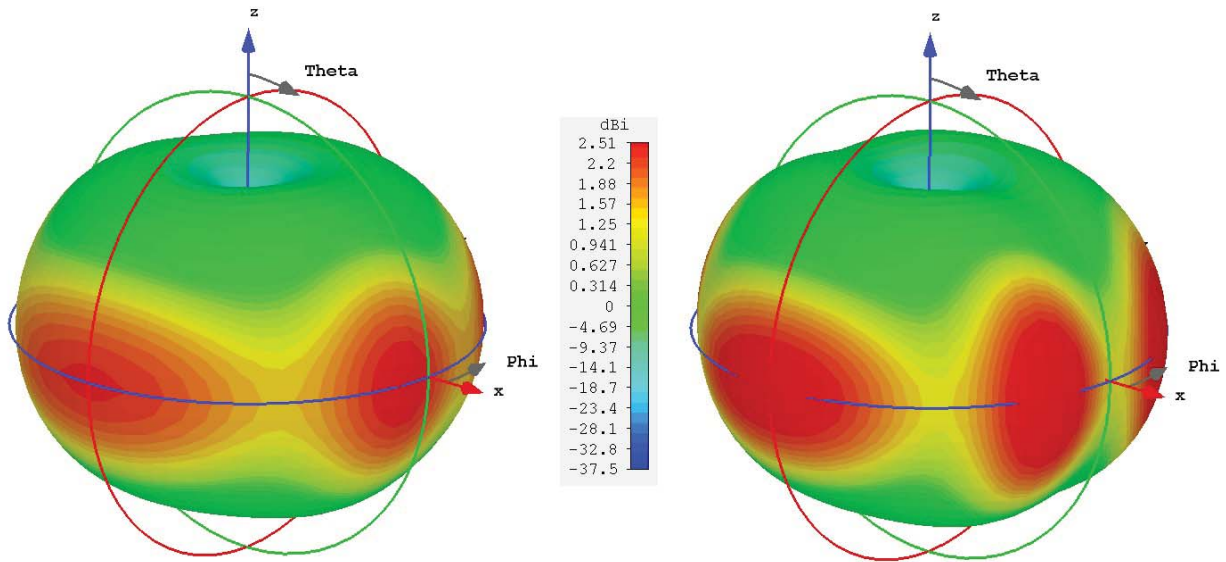 z
Theta
Phi
x
dBi
2.51
2.2
1.88
1.57
1.25
0.941
0.627
0.314
0
-4.69
-9.37
-14.1
-18.7
-23.4
-28.1
-32.8
-37.5
z
Theta
Phi
x